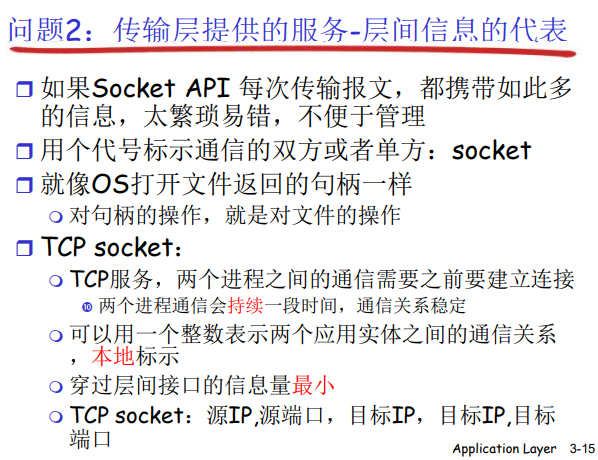 问题2：传输层提供的服务-层间信息的代表
如果Socket API 每次传输报文，都携带如此多
的信息，太繁琐易错，不便于管理
用个代号标示通信的双方或者单方：socket
就像OS打开文件返回的句柄一样
对句柄的操作，就是对文件的操作
TCP socket：
TCP服务，两个进程之间的通信需要之前要建立连接
两个进程通信会持续一段时间，通信关系稳定
可以用一个整数表示两个应用实体之间的通信关系
，本地标示
穿过层间接口的信息量最小
TCP socket：源IP,源端口，目标IP，目标IP,目标
端口
Application Layer 3-15